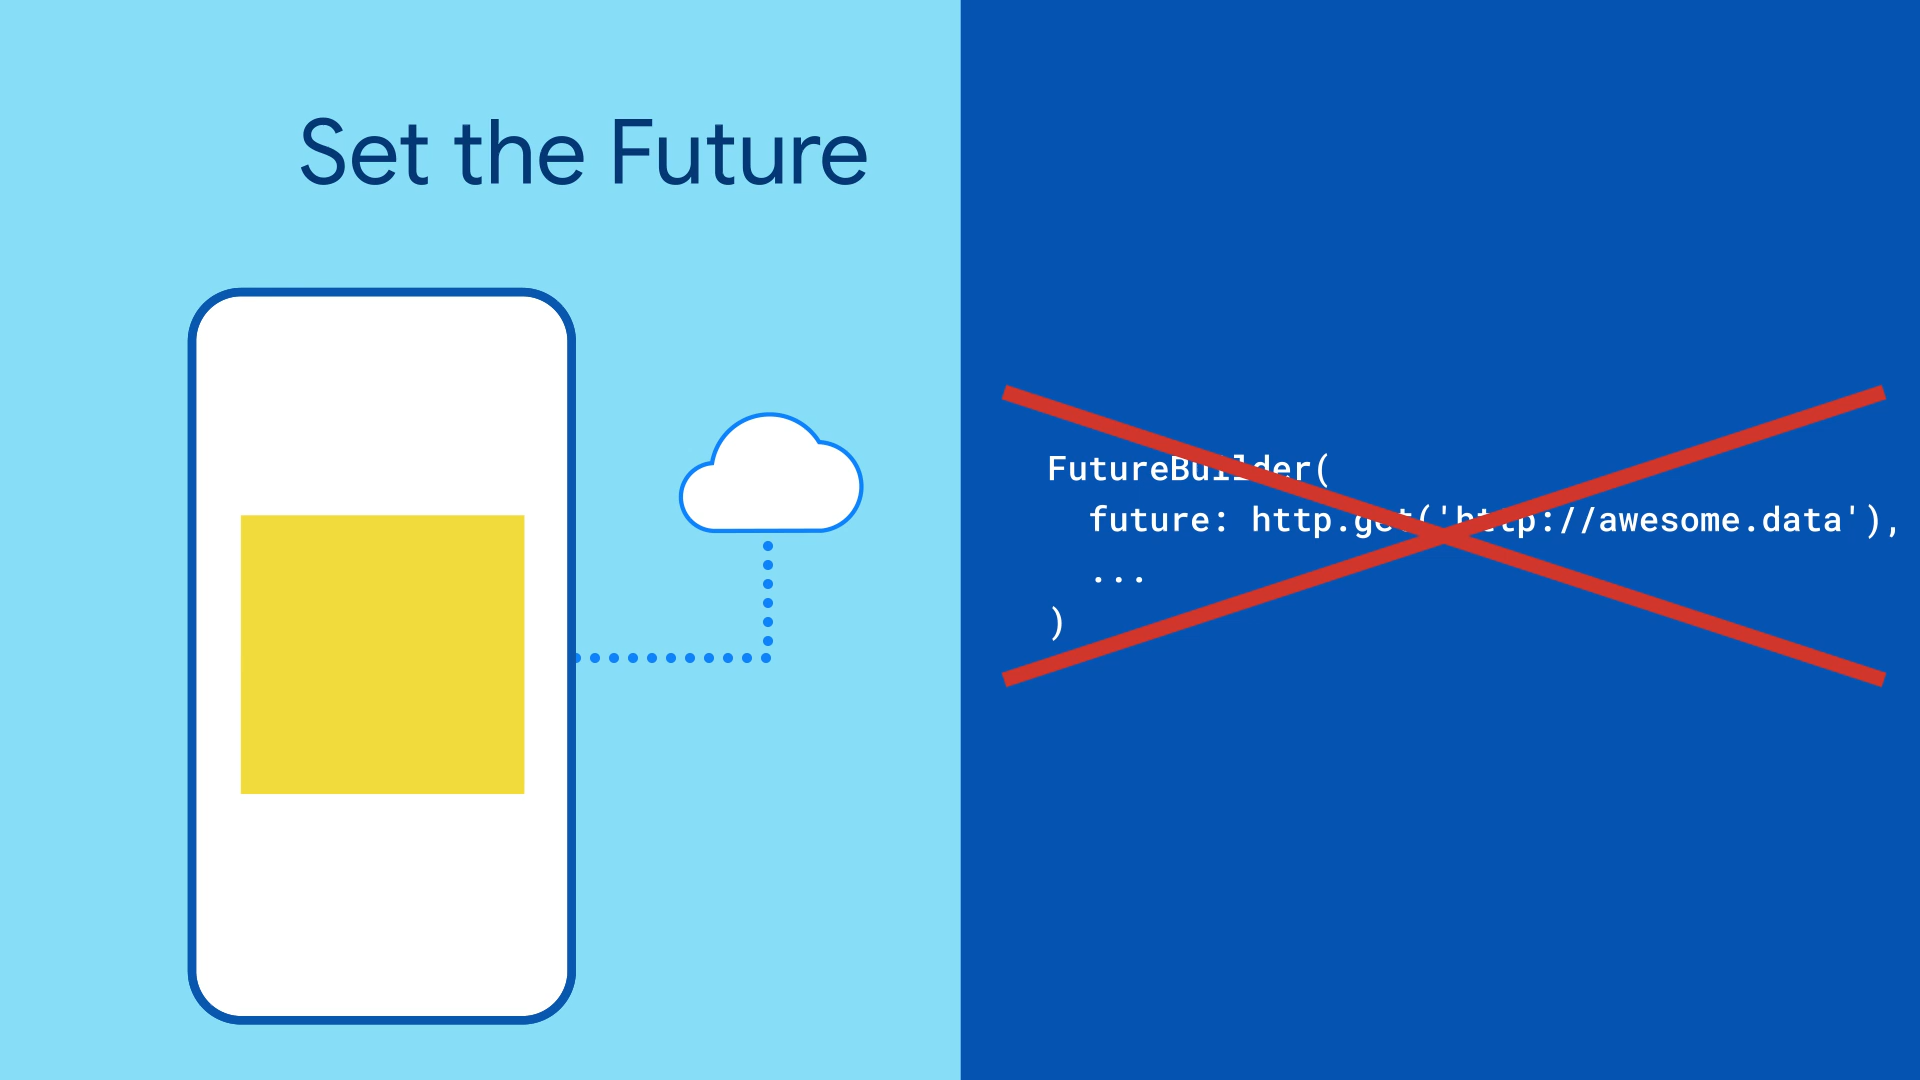 Set the Future
FutureBuilder(
  future: http.get('http://awesome.data'),
  ...
)